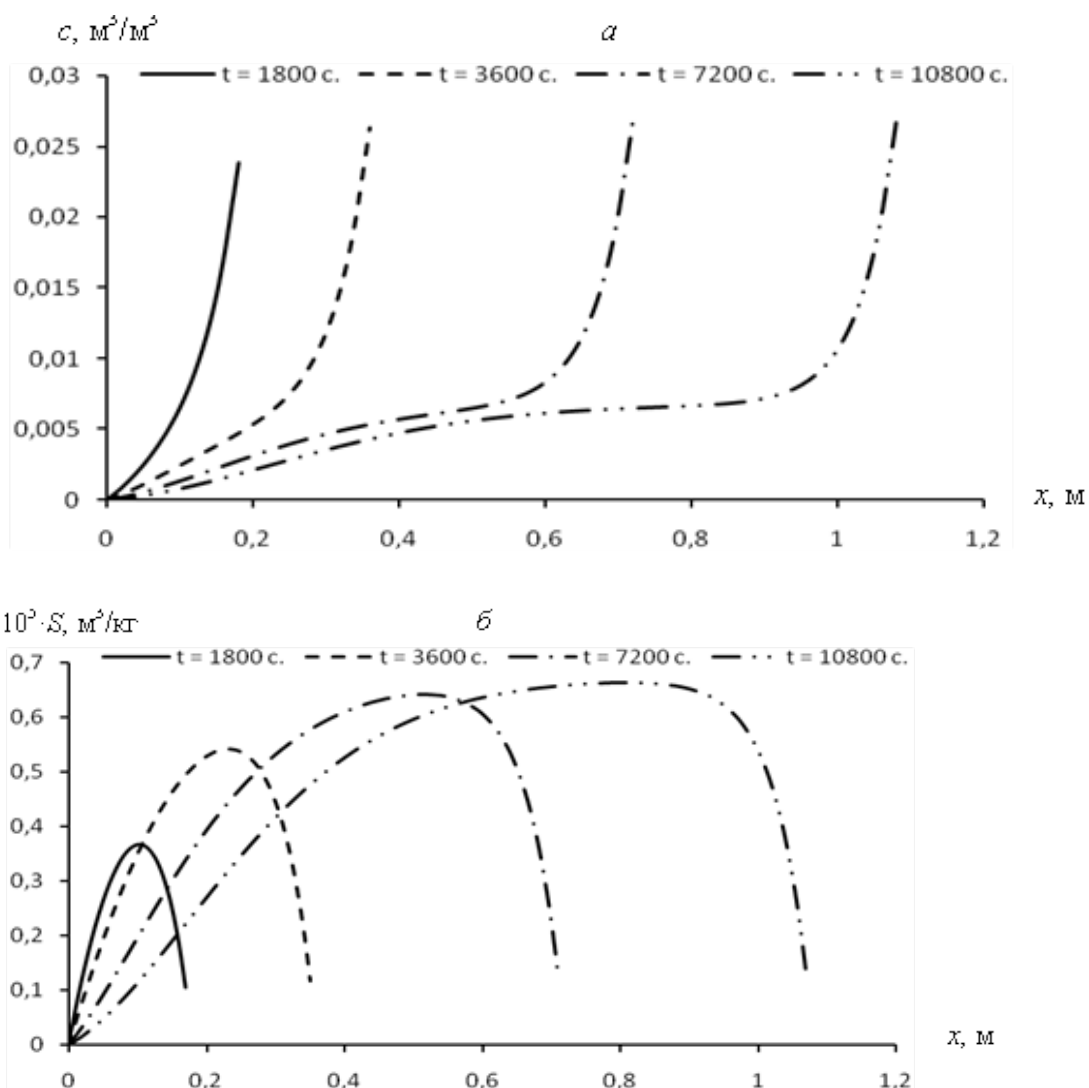 c, м³/м³
а
0,03
t = 1800 с. t = 3600 с. t = 7200 с. t = 10800 с.
0,025
0,02
0,015
0,01
0,005
0
x, м
0 0,2 0,4 0,6 0,8 1 1,2
10³·S, м³/кг
б
0,7
t = 1800 с. t = 3600 с. t = 7200 с. t = 10800 с.
0,6
0,5
0,4
0,3
0,2
0,1
0
x, м
0 0,2 0,4 0,6 0,8 1 1,2